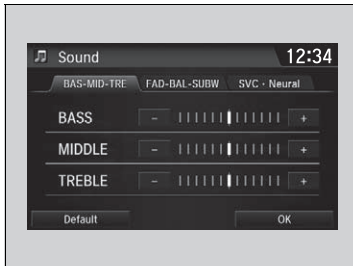 Sound 12:34
BAS-MID-TRE FAD-BAL-SUBW SVC · Neural
BASS - +
MIDDLE - +
TREBLE - +
Default OK